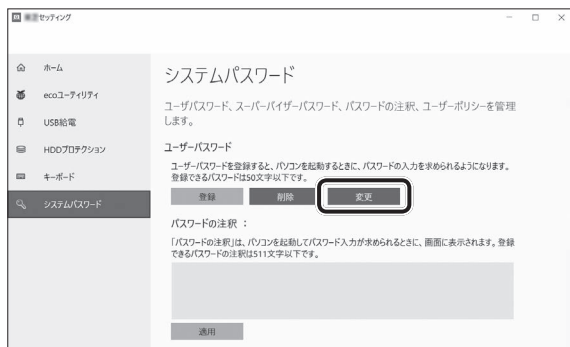 セッティング
ホーム
ecoユーティリティ
USB給電
HDDプロテクション
キーボード
システムパスワード
システムパスワード
ユーザパスワード、スーパーバイザーパスワード、パスワードの注釈、ユーザーポリシーを管理
します。
ユーザーパスワード
ユーザーパスワードを登録すると、パソコンを起動するときに、パスワードの入力を求められるようになります。
登録できるパスワードは50文字以下です。
登録 削除 変更
パスワードの注釈 :
「パスワードの注釈」は、パソコンを起動してパスワード入力が求められるときに、画面に表示されます。登録
できるパスワードの注釈は511文字以下です。
適用